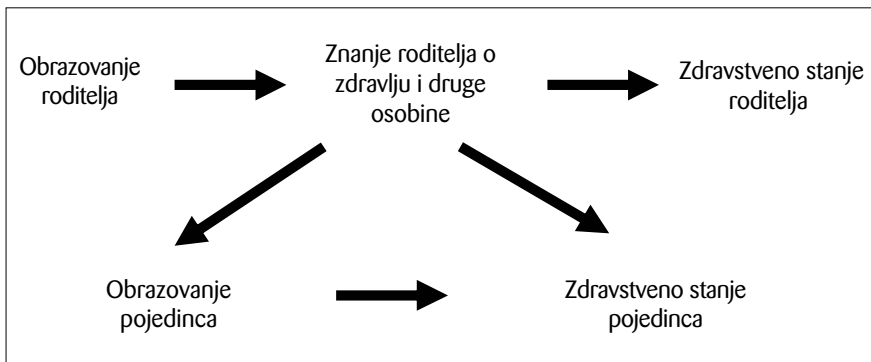 Obrazovanje
roditelja
Znanje roditelja o
zdravlju i druge
osobine
Zdravstveno stanje
roditelja
Obrazovanje
pojedinca
Zdravstveno stanje
pojedinca